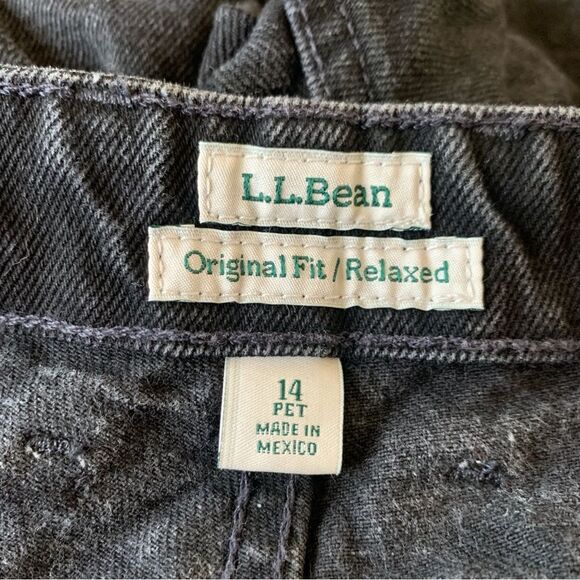 L.L.Bean
Original Fit / Relaxed
14
PET
MADE IN
MEXICO